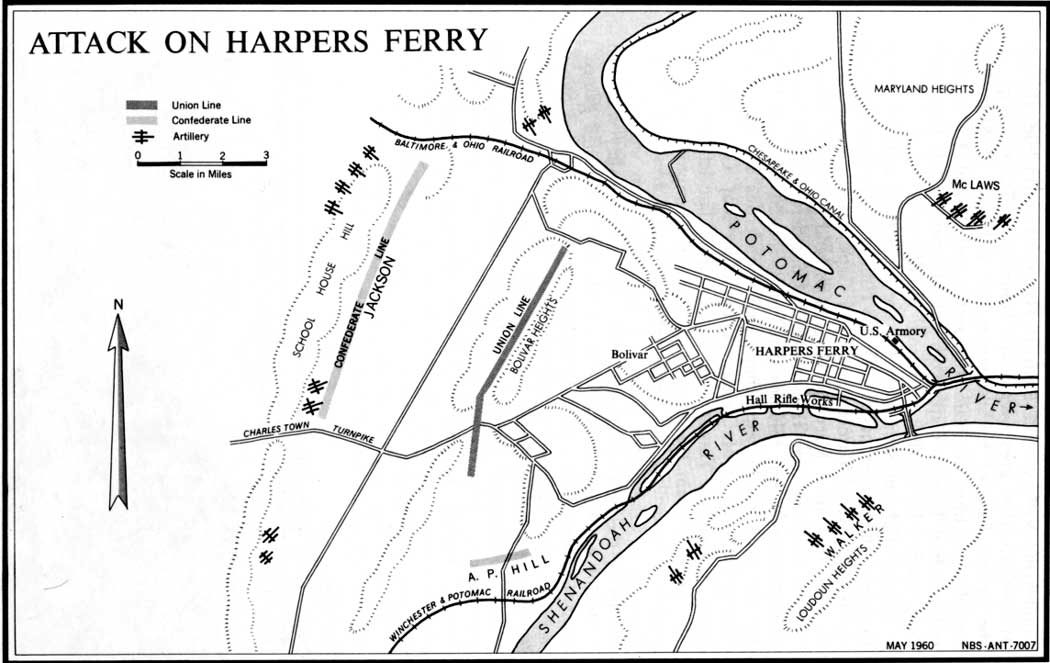 ATTACK ON HARPERS FERRY
Union Line
Confederate Line
Artillery
0 1 2 3
Scale in Miles
N
BALTIMORE & OHIO RAILROAD
CHESAPEAKE & OHIO CANAL
MARYLAND HEIGHTS
Mc LAWS
POTOMAC
RIVER
SCHOOL HOUSE HILL
CONFEDERATE LINE
JACKSON
UNION LINE
BOLIVAR HEIGHTS
Bolivar
U.S. Armory
HARPERS FERRY
Hall Rifle Works
CHARLES TOWN TURNPIKE
SHENANDOAH RIVER
A. P. HILL
WINCHESTER & POTOMAC RAILROAD
WALKER
LOUDOUN HEIGHTS
MAY 1960 NBS-ANT-7007